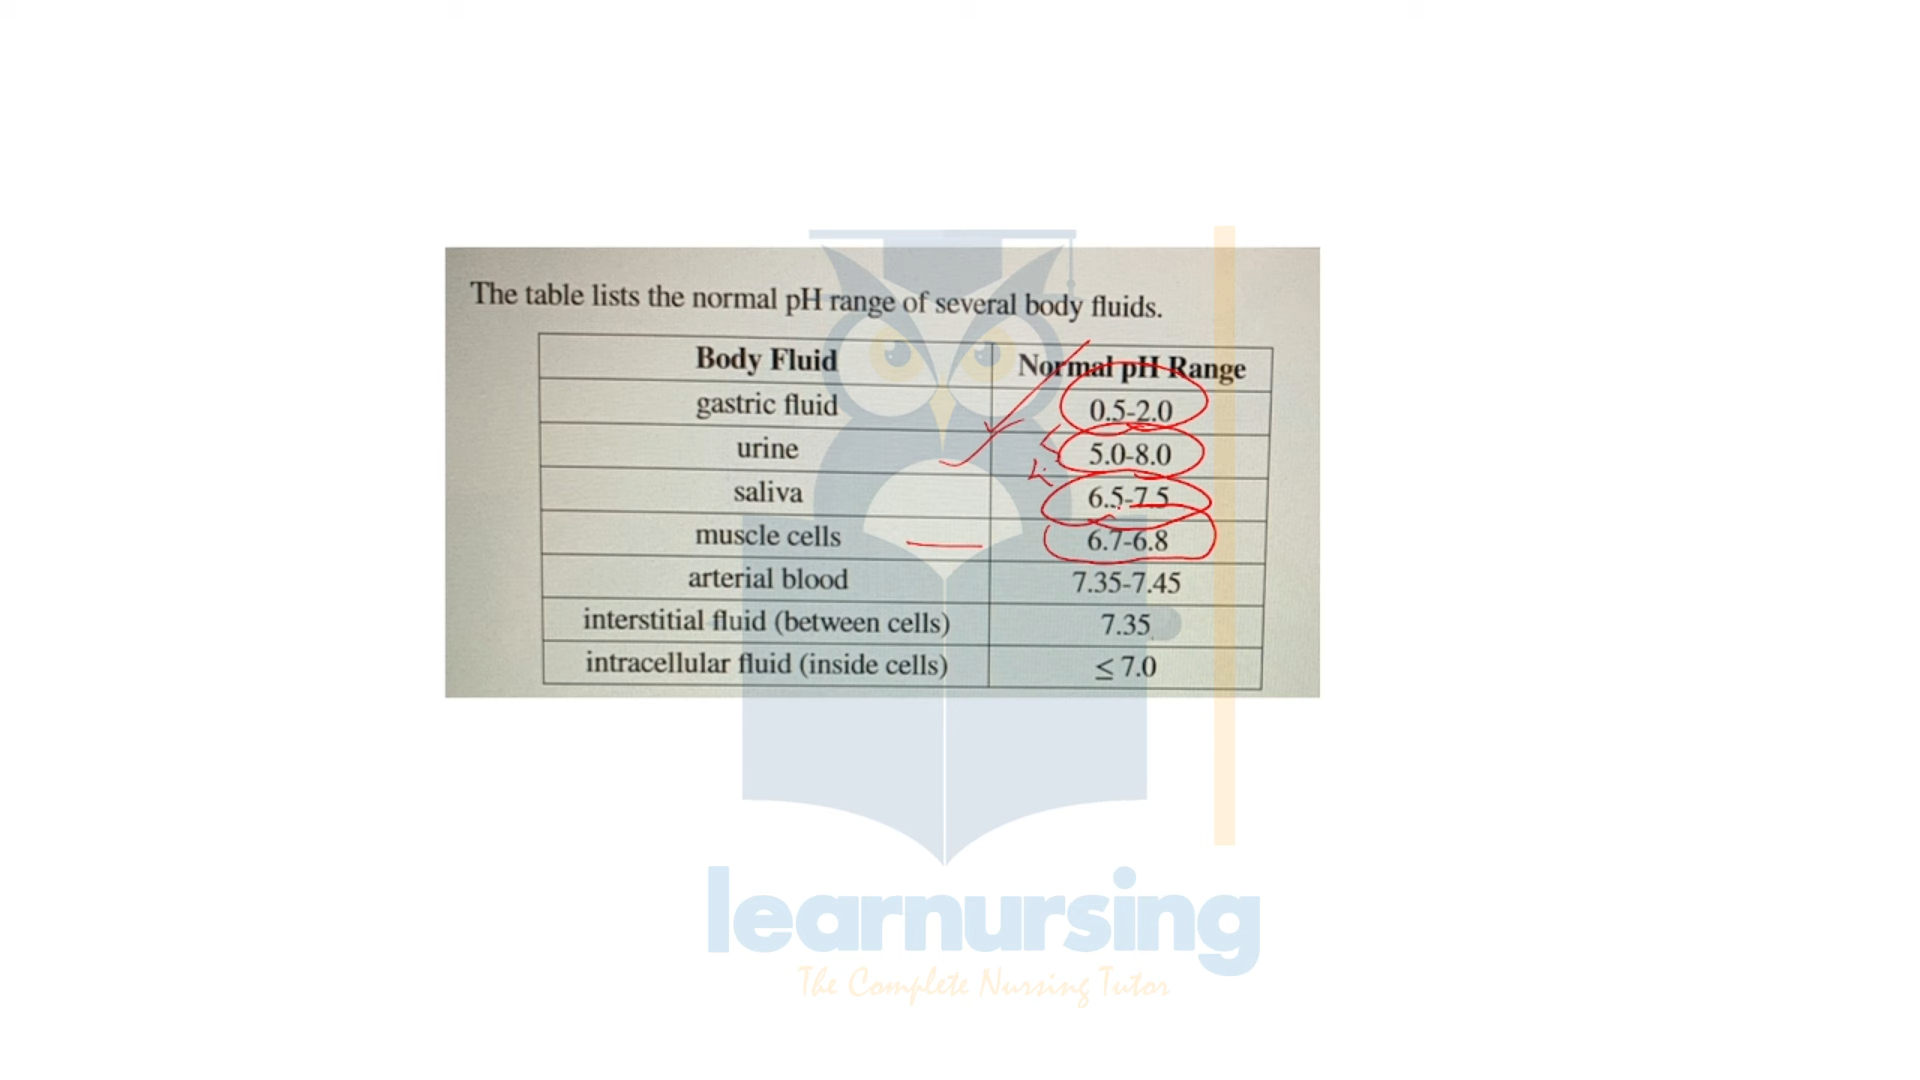 The table lists the normal pH range of several body fluids.
Body Fluid Normal pH Range
gastric fluid 0.5-2.0
urine 5.0-8.0
saliva 6.5-7.5
muscle cells 6.7-6.8
arterial blood 7.35-7.45
interstitial fluid (between cells) 7.35
intracellular fluid (inside cells) ≤ 7.0
learnursing
The Complete Nursing Tutor